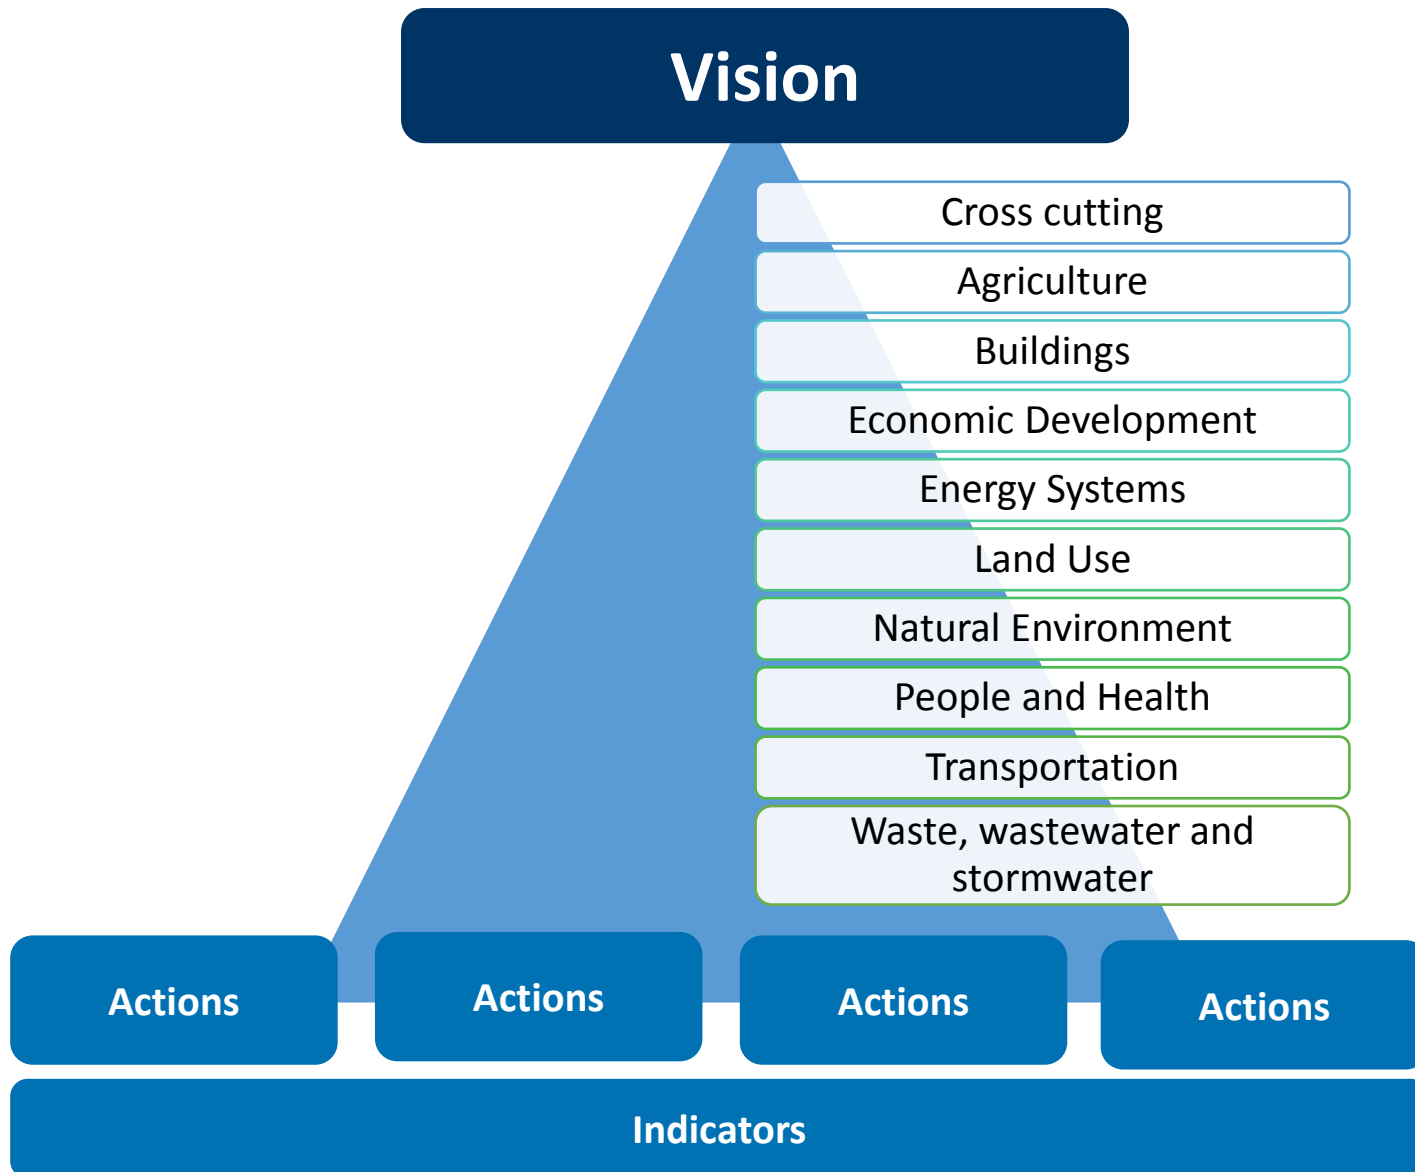 Vision
Cross cutting
Agriculture
Buildings
Economic Development
Energy Systems
Land Use
Natural Environment
People and Health
Transportation
Waste, wastewater and
stormwater
Actions
Actions
Actions
Actions
Indicators